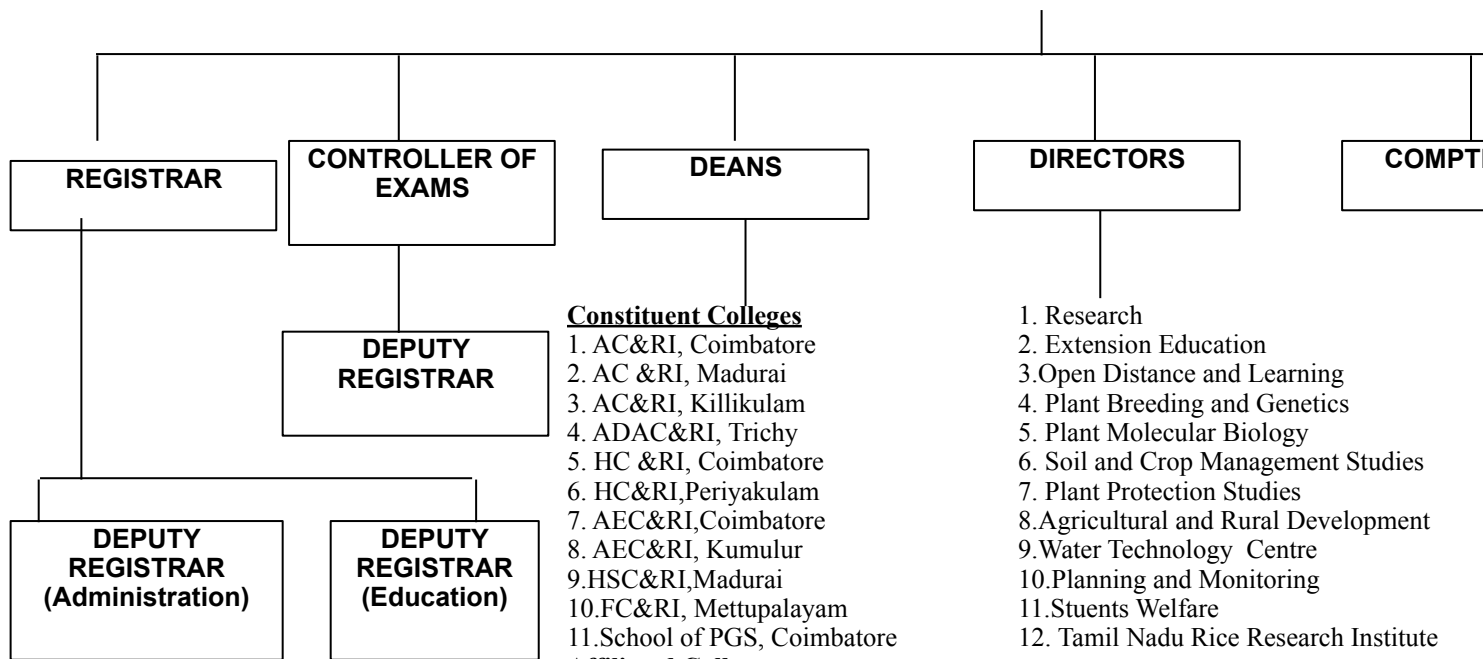 REGISTRAR
CONTROLLER OF
EXAMS
DEANS
DIRECTORS
DEPUTY
REGISTRAR
DEPUTY
REGISTRAR
(Administration)
DEPUTY
REGISTRAR
(Education)
Constituent Colleges
1. AC&RI, Coimbatore
2. AC &RI, Madurai
3. AC&RI, Killikulam
4. ADAC&RI, Trichy
5. HC &RI, Coimbatore
6. HC&RI,Periyakulam
7. AEC&RI,Coimbatore
8. AEC&RI, Kumulur
9.HSC&RI,Madurai
10.FC&RI, Mettupalayam
11.School of PGS, Coimbatore
1. Research
2. Extension Education
3.Open Distance and Learning
4. Plant Breeding and Genetics
5. Plant Molecular Biology
6. Soil and Crop Management Studies
7. Plant Protection Studies
8.Agricultural and Rural Development
9.Water Technology Centre
10.Planning and Monitoring
11.Stuents Welfare
12. Tamil Nadu Rice Research Institute